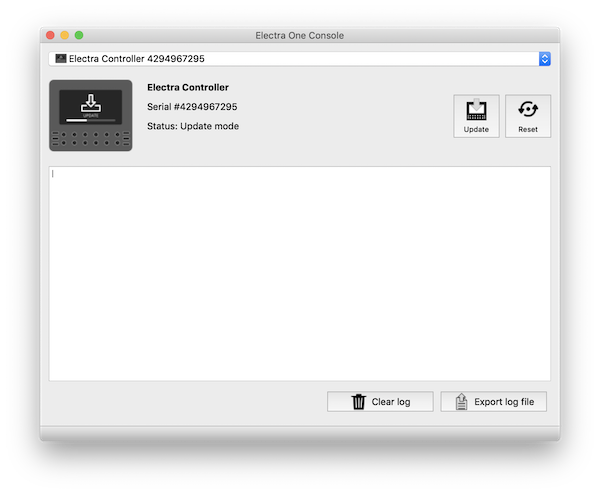 Electra One Console
Electra Controller 4294967295
Electra Controller
Serial #4294967295
Status: Update mode
UPDATE
Update
Reset
Clear log
Export log file